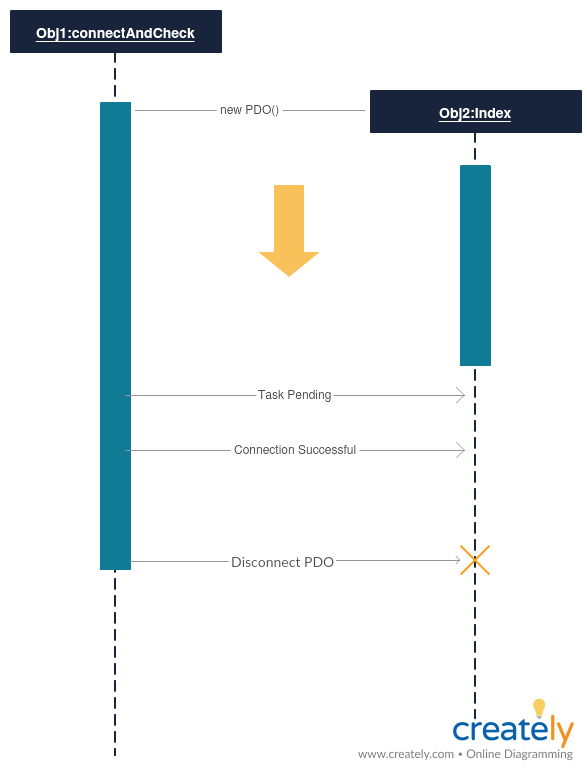 Obj1:connectAndCheck
new PDO()
Obj2:Index
Task Pending
Connection Successful
Disconnect PDO
creately
www.creately.com • Online Diagramming